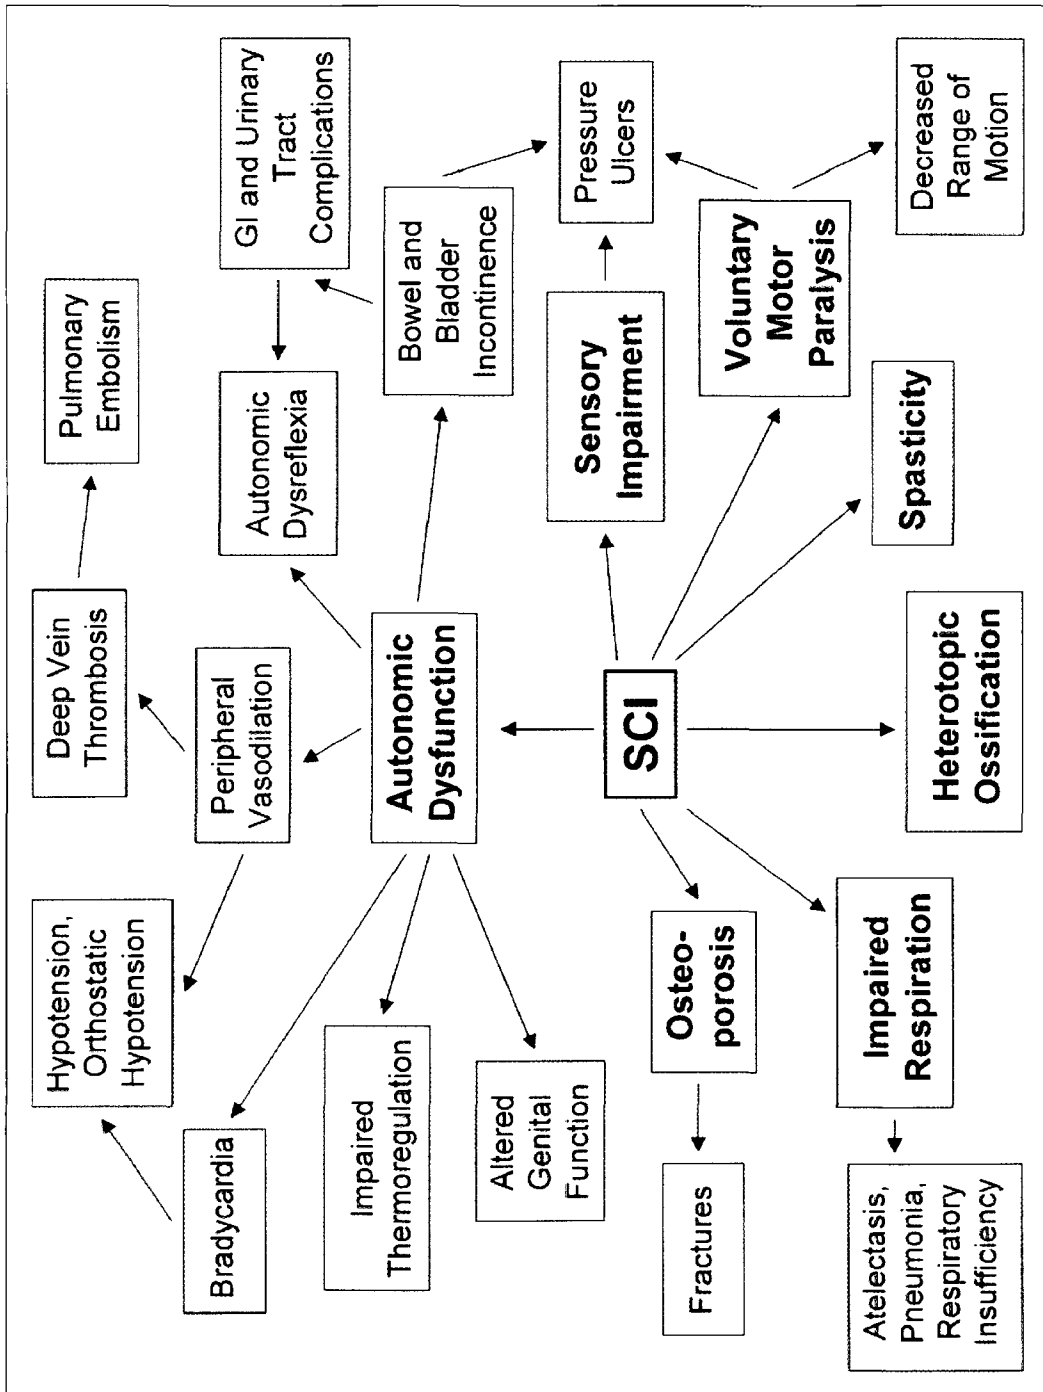 Pulmonary
Embolism
Deep Vein
Thrombosis
Hypotension,
Orthostatic
Hypotension
Bradycardia
Peripheral
Vasodilation
GI and Urinary
Tract
Complications
Autonomic
Dysreflexia
Impaired
Thermoregulation
Autonomic
Dysfunction
Bowel and
Bladder
Incontinence
Altered
Genital
Function
Sensory
Impairment
Pressure
Ulcers
SCI
Fractures
Osteo-
porosis
Voluntary
Motor
Paralysis
Atelectasis,
Pneumonia,
Respiratory
Insufficiency
Impaired
Respiration
Heterotopic
Ossification
Spasticity
Decreased
Range of
Motion